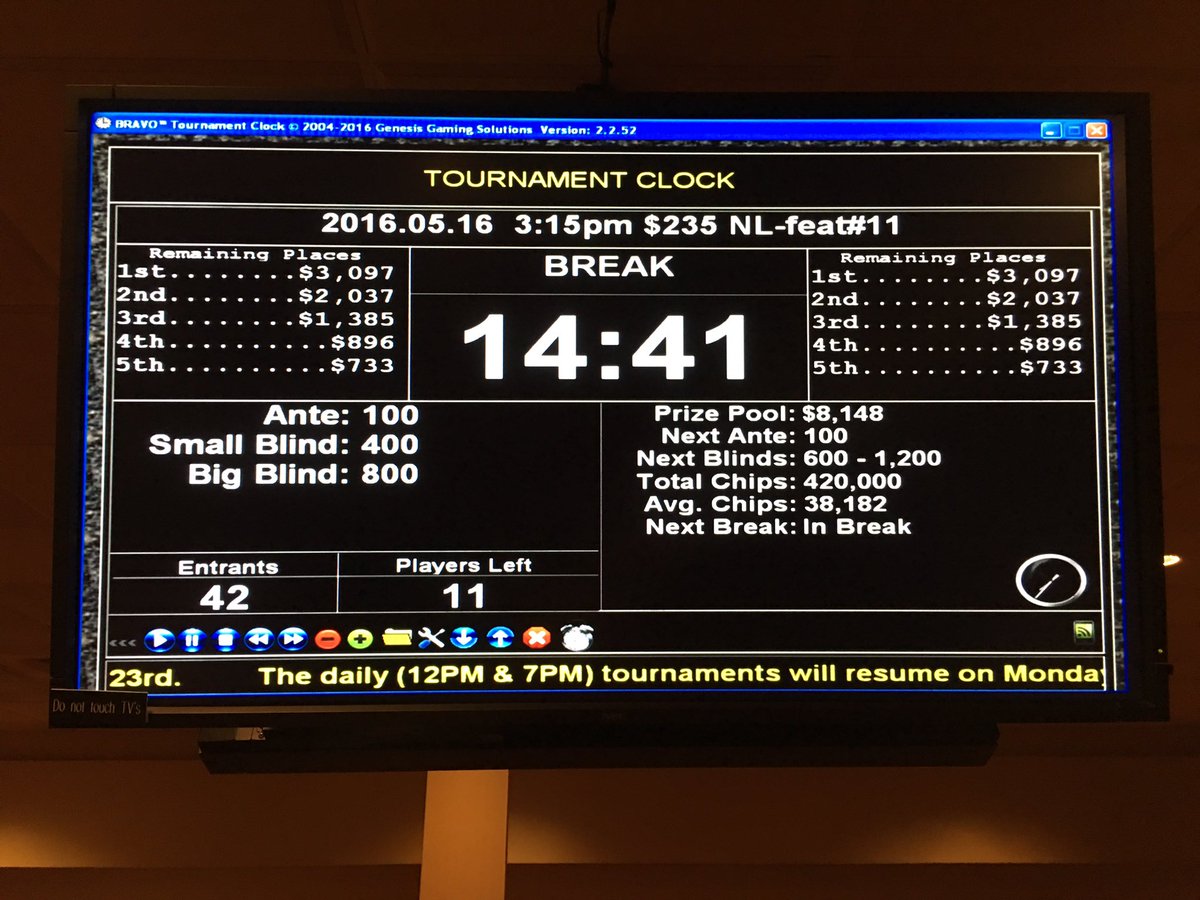 BRAVO™ Tournament Clock © 2004-2016 Genesis Gaming Solutions Version: 2.2.52
TOURNAMENT CLOCK
2016.05.16 3:15pm $235 NL-feat#11
Remaining Places
1st........$3,097
2nd........$2,037
3rd........$1,385
4th..........$896
5th..........$733
BREAK
14:41
Remaining Places
1st........$3,097
2nd........$2,037
3rd........$1,385
4th..........$896
5th..........$733
Ante: 100
Small Blind: 400
Big Blind: 800
Prize Pool: $8,148
Next Ante: 100
Next Blinds: 600 - 1,200
Total Chips: 420,000
Avg. Chips: 38,182
Next Break: In Break
Entrants
42
Players Left
11
<<<
23rd. The daily (12PM & 7PM) tournaments will resume on Monday
Do not touch TV's